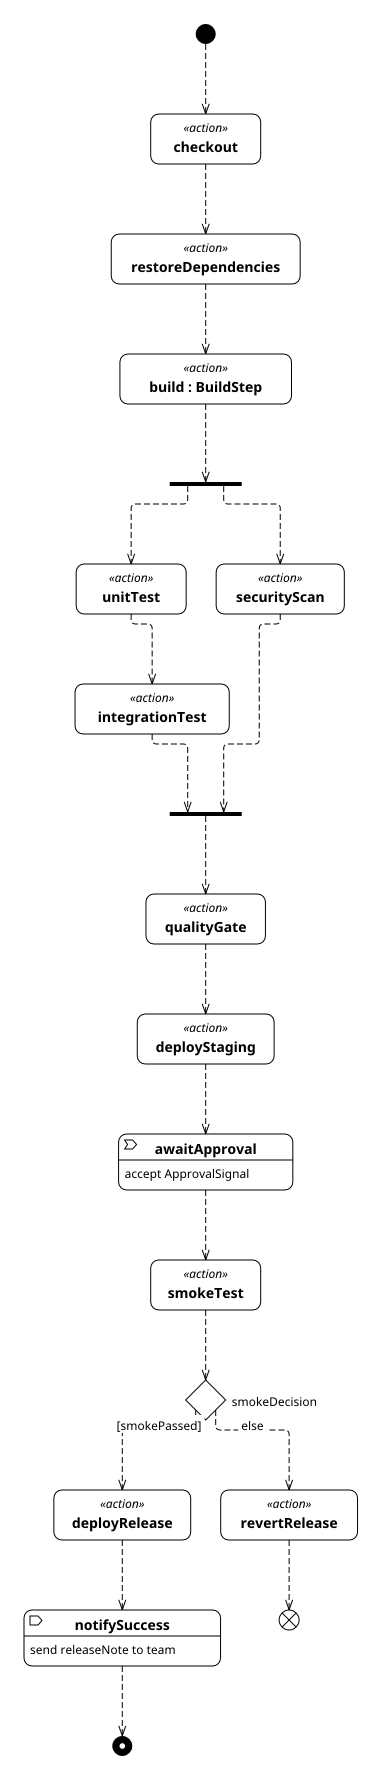 «action»
checkout
«action»
restoreDependencies
«action»
build : BuildStep
«action»
unitTest
«action»
securityScan
«action»
integrationTest
«action»
qualityGate
«action»
deployStaging
awaitApproval
accept ApprovalSignal
«action»
smokeTest
smokeDecision
[smokePassed]
else
«action»
deployRelease
«action»
revertRelease
notifySuccess
send releaseNote to team